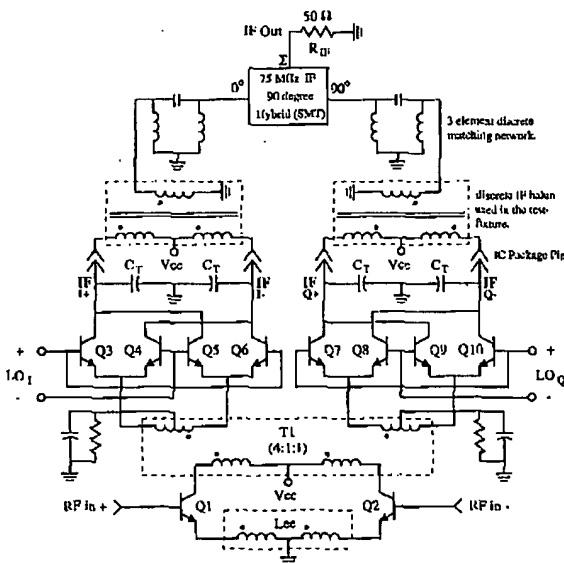 50 Ω
IF Out
R_IF
Σ
0°
75 MHz IF
90 degree
Hybrid (SMT)
90°
3 element discrete
matching network.
discrete IF balun
used in the test-
fixture.
Vcc
Vcc
IC Package Pin
IF
I+
C_T
C_T
IF
I-
IF
Q+
C_T
C_T
IF
Q-
+
LO_I
-
Q3
Q4
Q5
Q6
Q7
Q8
Q9
Q10
+
LO_Q
-
T1
(4:1:1)
Vcc
RF in +
Q1
Q2
RF in -
Lee